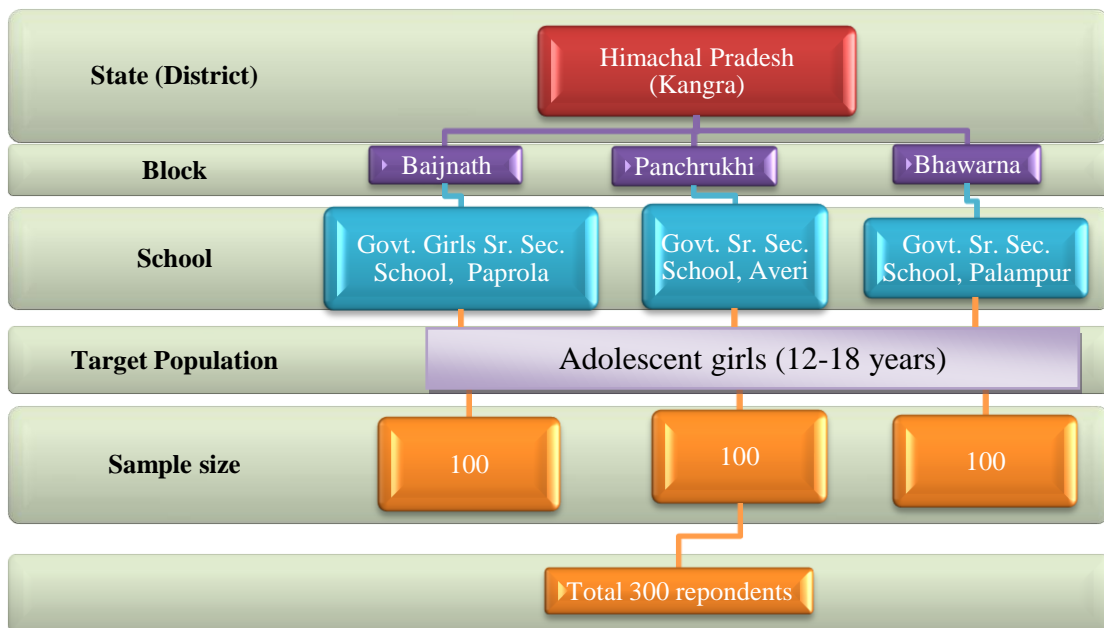 State (District)
Himachal Pradesh
(Kangra)
Block
Baijnath
Panchrukhi
Bhawarna
School
Govt. Girls Sr. Sec.
School, Paprola
Govt. Sr. Sec.
School, Averi
Govt. Sr. Sec.
School, Palampur
Target Population
Adolescent girls (12-18 years)
Sample size
100
100
100
Total 300 repondents